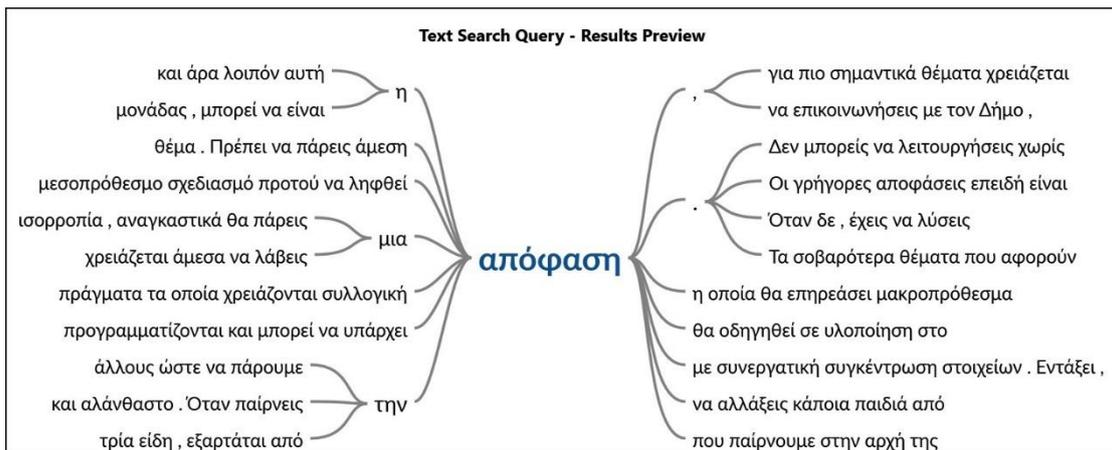 Text Search Query - Results Preview
και άρα λοιπόν αυτή
μονάδας , μπορεί να είναι
η
θέμα . Πρέπει να πάρεις άμεση
μεσοπρόθεσμο σχεδιασμό προτού να ληφθεί
ισορροπία , αναγκαστικά θα πάρεις
χρειάζεται άμεσα να λάβεις
μια
πράγματα τα οποία χρειάζονται συλλογική
προγραμματίζονται και μπορεί να υπάρχει
άλλους ώστε να πάρουμε
και αλάνθαστο . Όταν παίρνεις
τρία είδη , εξαρτάται από
την
απόφαση
,
για πιο σημαντικά θέματα χρειάζεται
να επικοινωνήσεις με τον Δήμο ,
.
Δεν μπορείς να λειτουργήσεις χωρίς
Οι γρήγορες αποφάσεις επειδή είναι
Όταν δε , έχεις να λύσεις
Τα σοβαρότερα θέματα που αφορούν
η οποία θα επηρεάσει μακροπρόθεσμα
θα οδηγηθεί σε υλοποίηση στο
με συνεργατική συγκέντρωση στοιχείων . Εντάξει ,
να αλλάξεις κάποια παιδιά από
που παίρνουμε στην αρχή της